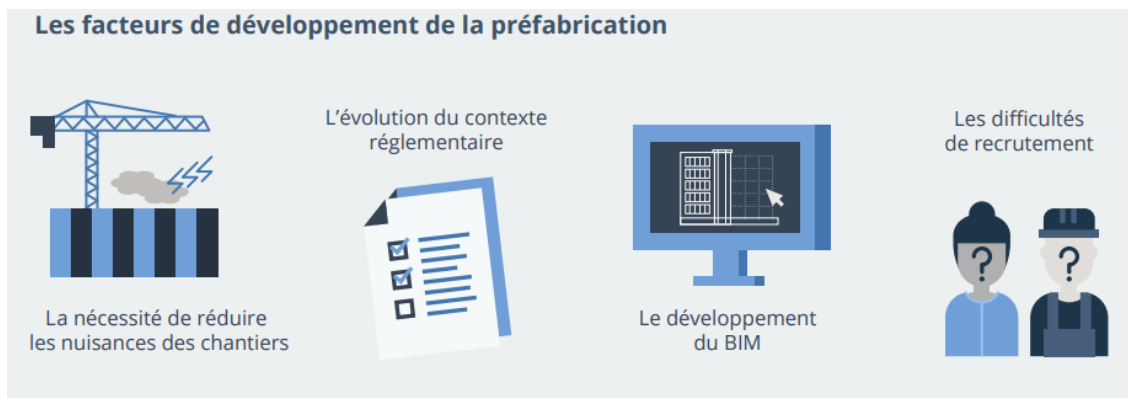 Les facteurs de développement de la préfabrication
La nécessité de réduire
les nuisances des chantiers
L'évolution du contexte
réglementaire
Le développement
du BIM
Les difficultés
de recrutement
?
?